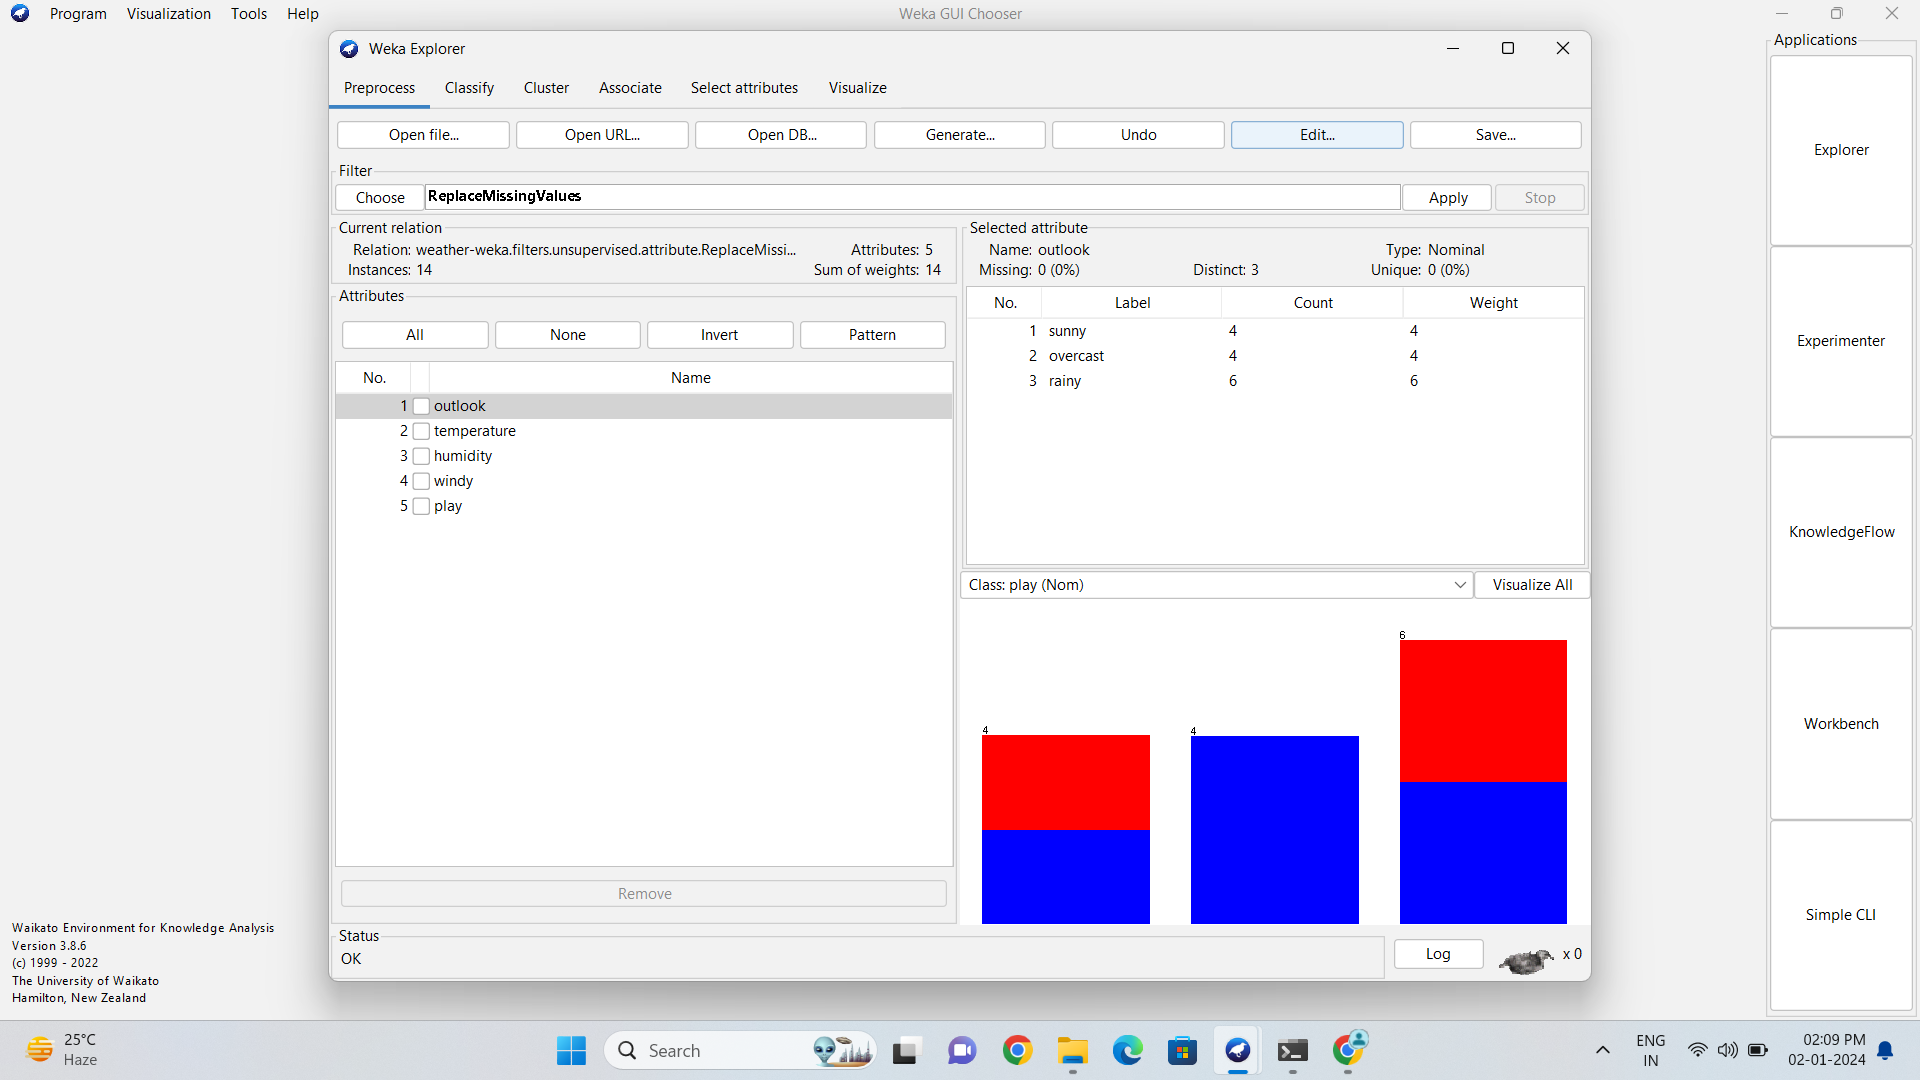 Program Visualization Tools Help
Weka GUI Chooser
Applications
Weka Explorer
Preprocess Classify Cluster Associate Select attributes Visualize
Open file... Open URL... Open DB... Generate... Undo Edit... Save...
Filter
Choose ReplaceMissingValues Apply Stop
Current relation
Relation: weather-weka.filters.unsupervised.attribute.ReplaceMissi... Attributes: 5
Instances: 14 Sum of weights: 14
Attributes
All None Invert Pattern
No. Name
1 outlook
2 temperature
3 humidity
4 windy
5 play
Remove
Selected attribute
Name: outlook Type: Nominal
Missing: 0 (0%) Distinct: 3 Unique: 0 (0%)
No. Label Count Weight
1 sunny 4 4
2 overcast 4 4
3 rainy 6 6
Class: play (Nom) Visualize All
4 4 6
Status
OK
Log x 0
Explorer
Experimenter
KnowledgeFlow
Workbench
Simple CLI
Waikato Environment for Knowledge Analysis
Version 3.8.6
(c) 1999 - 2022
The University of Waikato
Hamilton, New Zealand
25°C
Haze
Search
ENG
IN
02:09 PM
02-01-2024